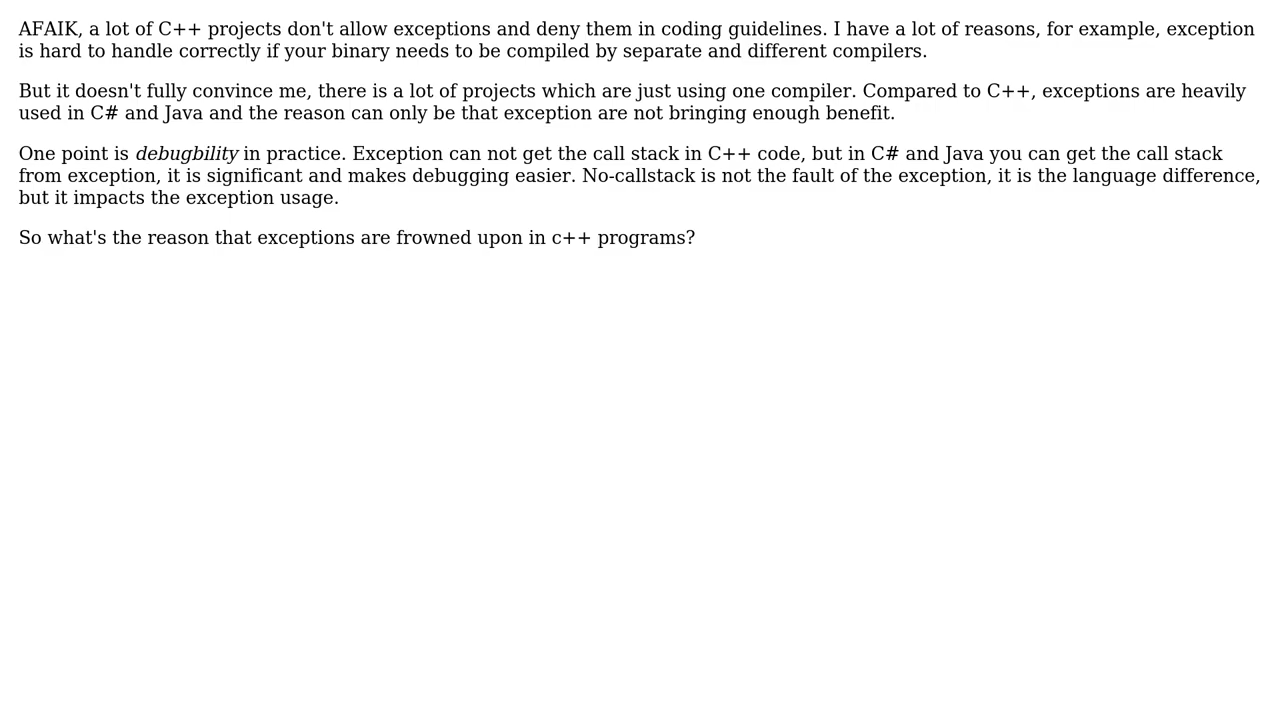 AFAIK, a lot of C++ projects don't allow exceptions and deny them in coding guidelines. I have a lot of reasons, for example, exception
is hard to handle correctly if your binary needs to be compiled by separate and different compilers.
But it doesn't fully convince me, there is a lot of projects which are just using one compiler. Compared to C++, exceptions are heavily
used in C# and Java and the reason can only be that exception are not bringing enough benefit.
One point is debugbility in practice. Exception can not get the call stack in C++ code, but in C# and Java you can get the call stack
from exception, it is significant and makes debugging easier. No-callstack is not the fault of the exception, it is the language difference,
but it impacts the exception usage.
So what's the reason that exceptions are frowned upon in c++ programs?